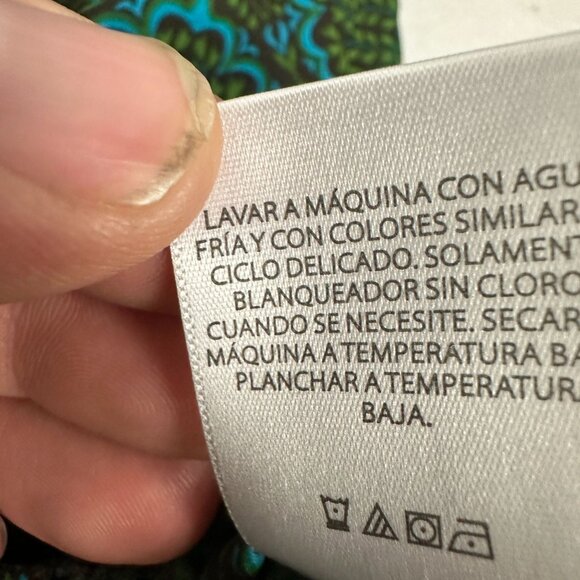 LAVAR A MÁQUINA CON AGU
FRÍA Y CON COLORES SIMILAR
CICLO DELICADO. SOLAMENT
BLANQUEADOR SIN CLORO
CUANDO SE NECESITE. SECAR
MÁQUINA A TEMPERATURA BA
PLANCHAR A TEMPERATURA
BAJA.